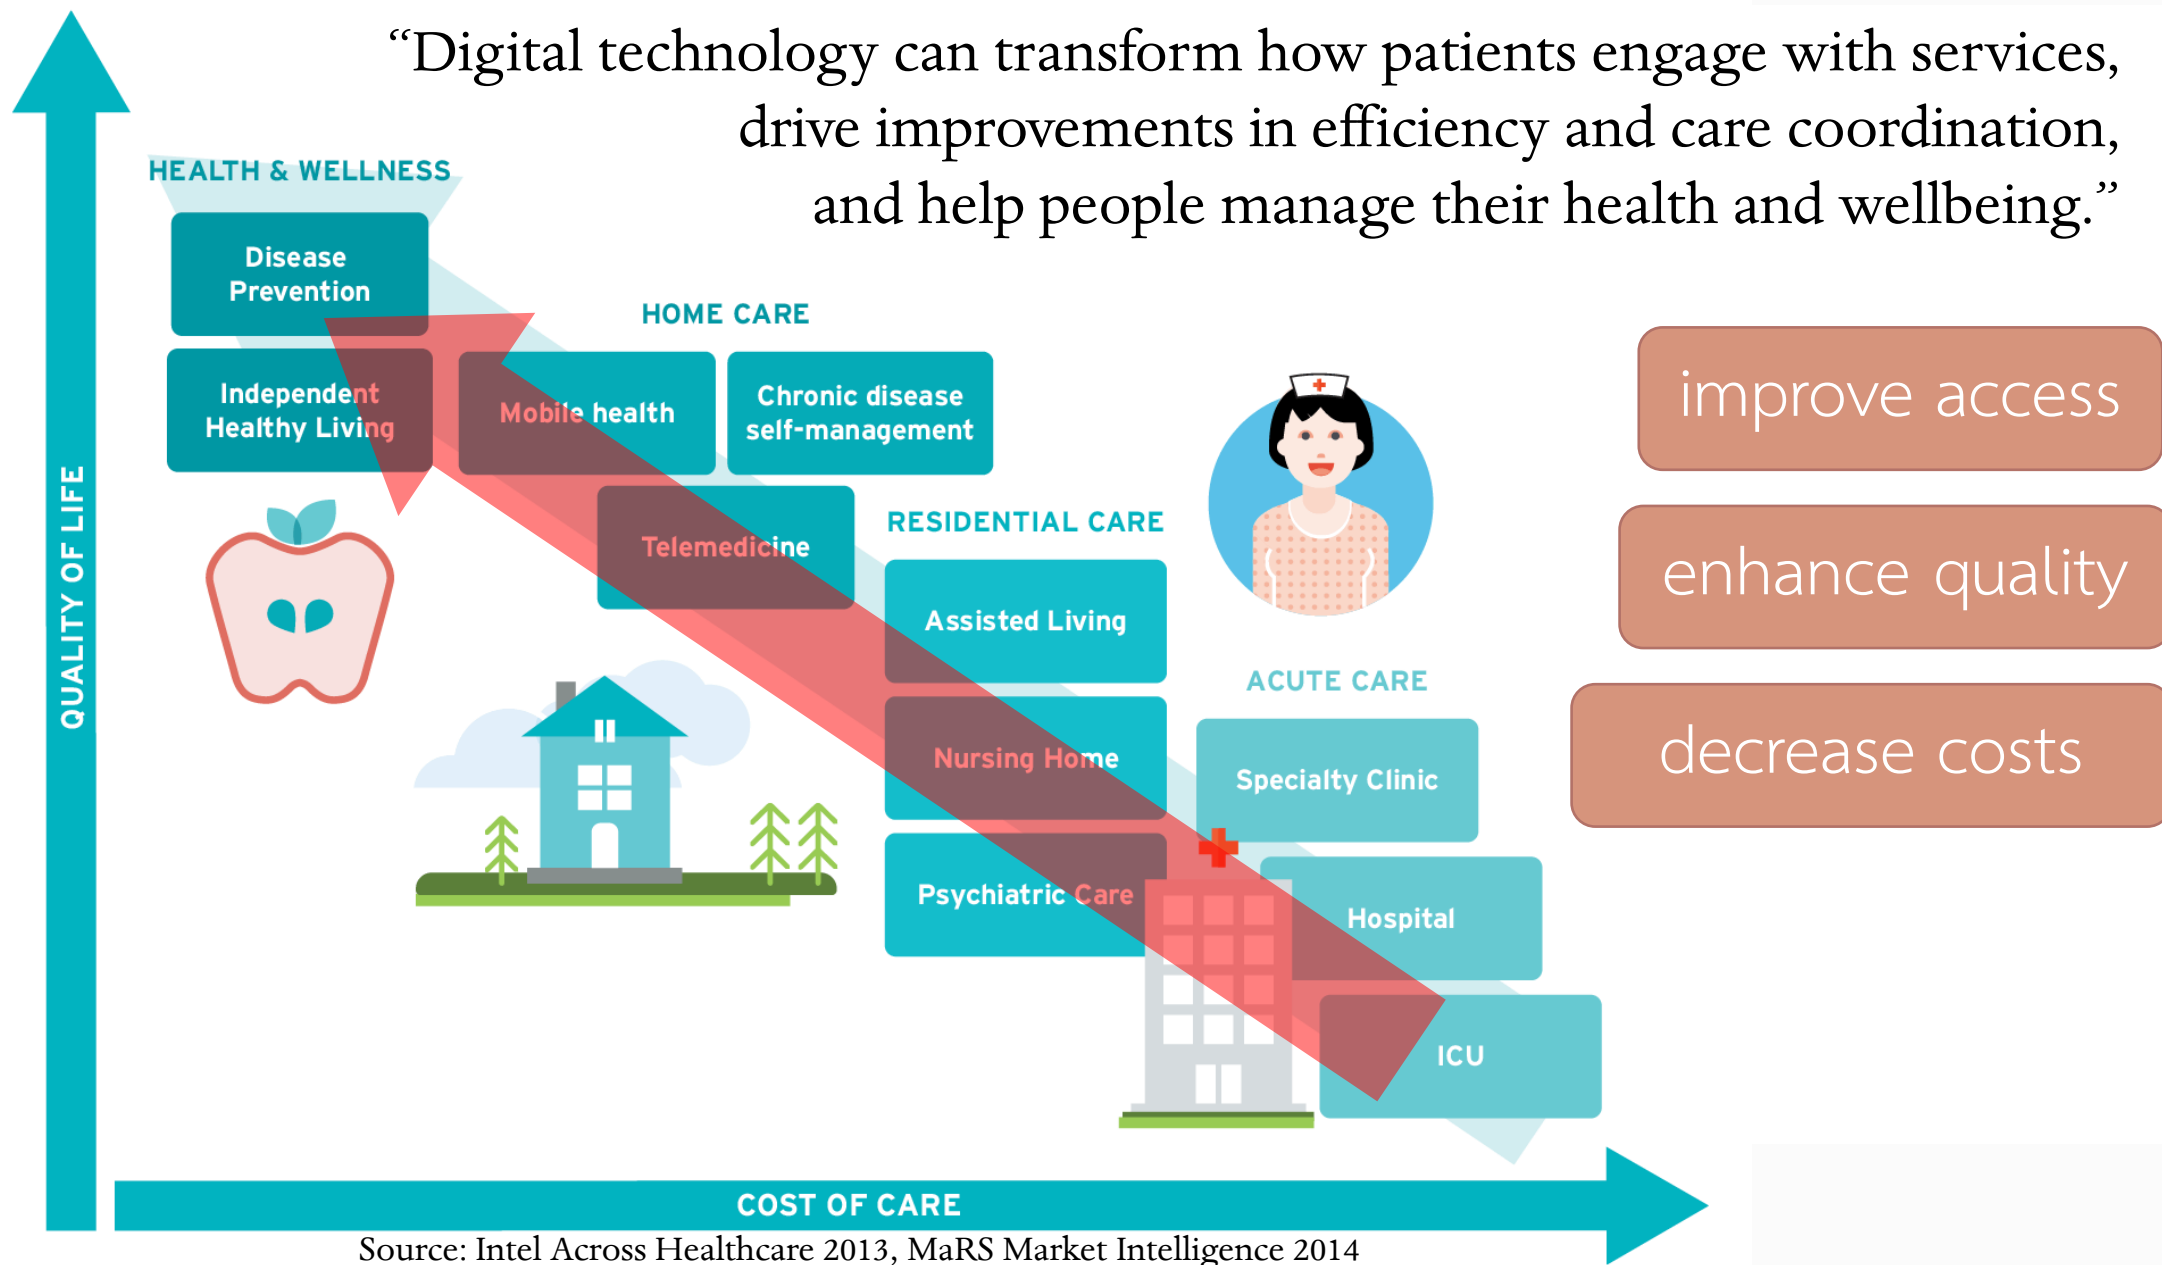 “Digital technology can transform how patients engage with services,
drive improvements in efficiency and care coordination,
and help people manage their health and wellbeing.”
HEALTH & WELLNESS
Disease
Prevention
Independent
Healthy Living
HOME CARE
Mobile health
Chronic disease
self-management
Telemedicine
RESIDENTIAL CARE
Assisted Living
Nursing Home
Psychiatric Care
ACUTE CARE
Specialty Clinic
Hospital
ICU
improve access
enhance quality
decrease costs
QUALITY OF LIFE
COST OF CARE
Source: Intel Across Healthcare 2013, MaRS Market Intelligence 2014